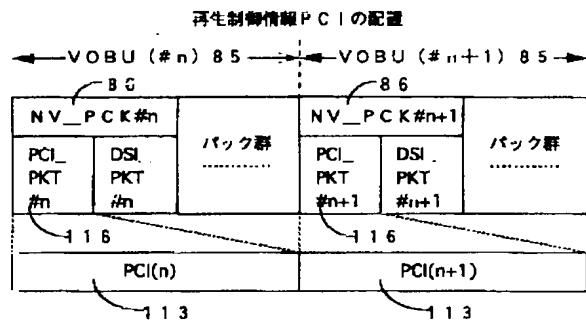 再生制御情報PCIの配置
VOBU(#n)85 VOBU(#n+1)85
86 86
NV_PCK#n パック群 NV_PCK#n+1 パック群
PCI_ DSI_ PCI_ DSI_
PKT PKT PKT PKT
#n #n #n+1 #n+1
116 116
PCI(n) PCI(n+1)
113 113